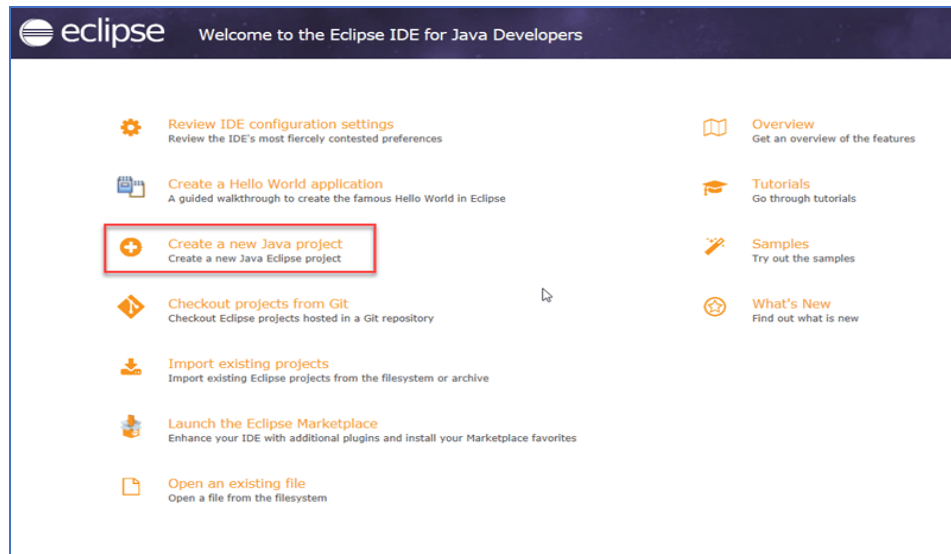 eclipse Welcome to the Eclipse IDE for Java Developers
Review IDE configuration settings
Review the IDE's most fiercely contested preferences
Create a Hello World application
A guided walkthrough to create the famous Hello World in Eclipse
Create a new Java project
Create a new Java Eclipse project
Checkout projects from Git
Checkout Eclipse projects hosted in a Git repository
Import existing projects
Import existing Eclipse projects from the filesystem or archive
Launch the Eclipse Marketplace
Enhance your IDE with additional plugins and install your Marketplace favorites
Open an existing file
Open a file from the filesystem
Overview
Get an overview of the features
Tutorials
Go through tutorials
Samples
Try out the samples
What's New
Find out what is new